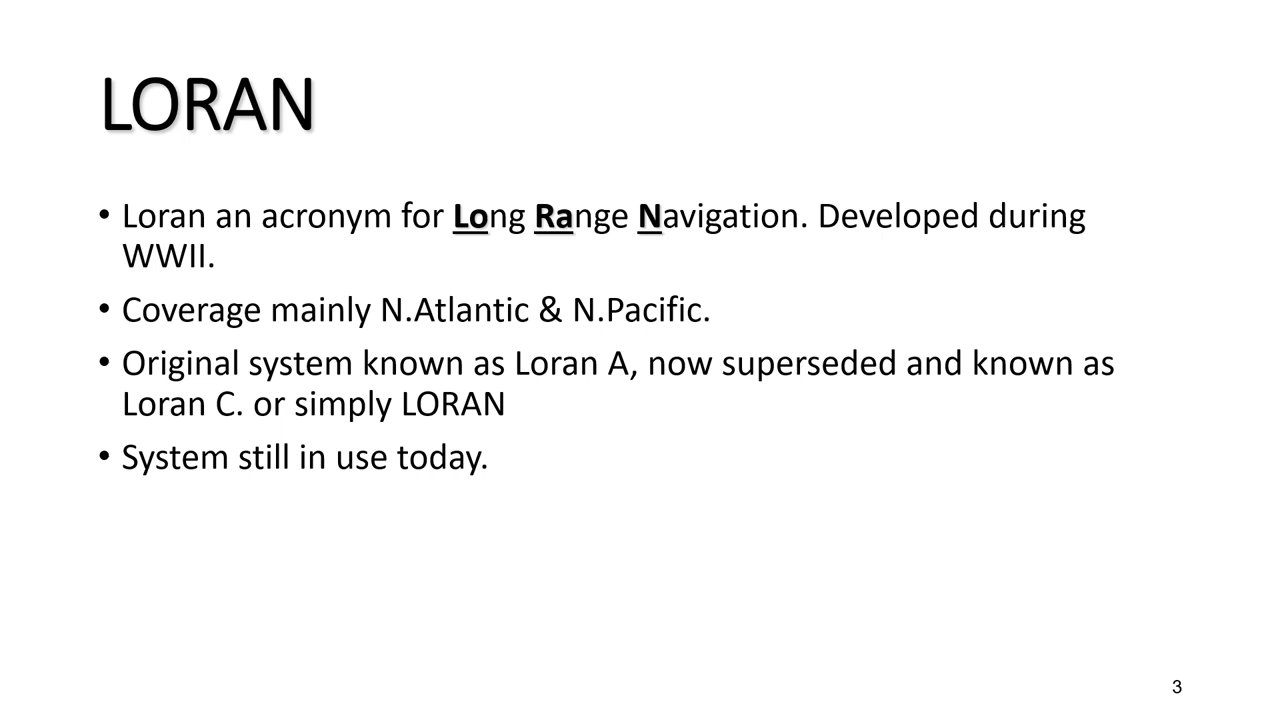 LORAN
• Loran an acronym for Long Range Navigation. Developed during
WWII.
• Coverage mainly N.Atlantic & N.Pacific.
• Original system known as Loran A, now superseded and known as
Loran C. or simply LORAN
• System still in use today.
3